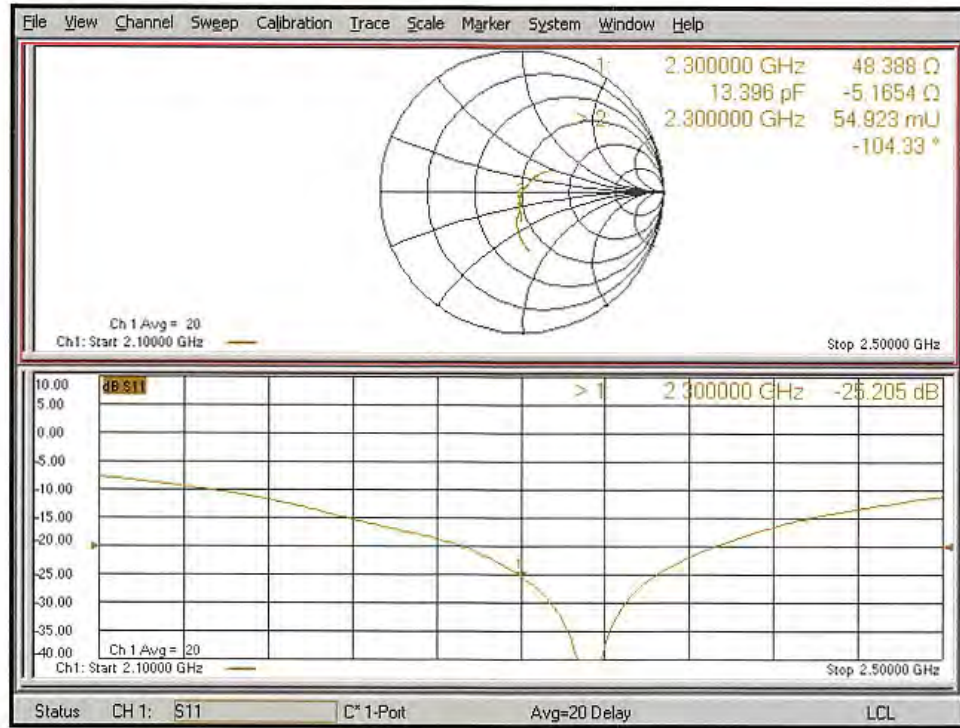 File View Channel Sweep Calibration Trace Scale Marker System Window Help
1: 2.300000 GHz 48.388 Ω
13.396 pF -5.1654 Ω
> 2: 2.300000 GHz 54.923 mU
-104.33 °
Ch 1 Avg = 20
Ch1: Start 2.10000 GHz Stop 2.50000 GHz
10.00 dB S11 > 1: 2.300000 GHz -25.205 dB
5.00
0.00
-5.00
-10.00
-15.00
-20.00
-25.00 1
-30.00
-35.00
-40.00 Ch 1 Avg = 20
Ch1: Start 2.10000 GHz Stop 2.50000 GHz
Status CH 1: S11 C* 1-Port Avg=20 Delay LCL